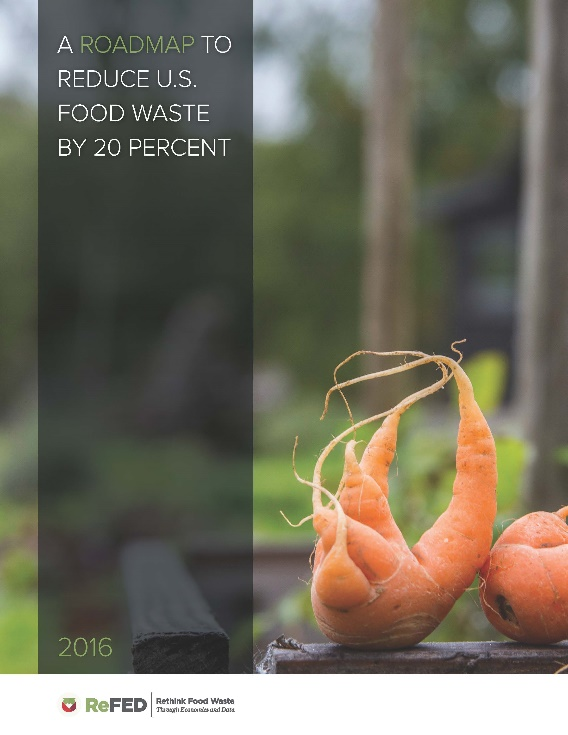 A ROADMAP TO
REDUCE U.S.
FOOD WASTE
BY 20 PERCENT
2016
ReFED
Rethink Food Waste
Through Economics and Data